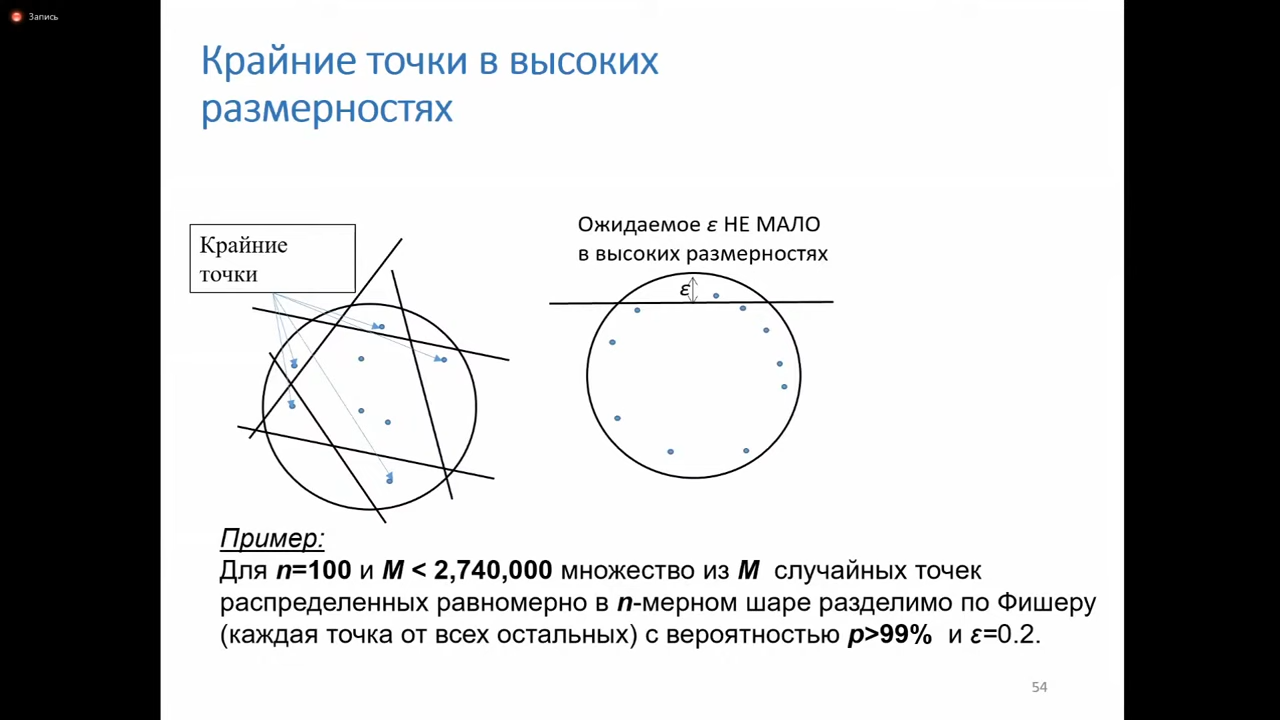 Запись
Крайние точки в высоких
размерностях
Крайние
точки
Ожидаемое ε НЕ МАЛО
в высоких размерностях
ε
Пример:
Для n=100 и M < 2,740,000 множество из M случайных точек
распределенных равномерно в n-мерном шаре разделимо по Фишеру
(каждая точка от всех остальных) с вероятностью p>99% и ε=0.2.
54